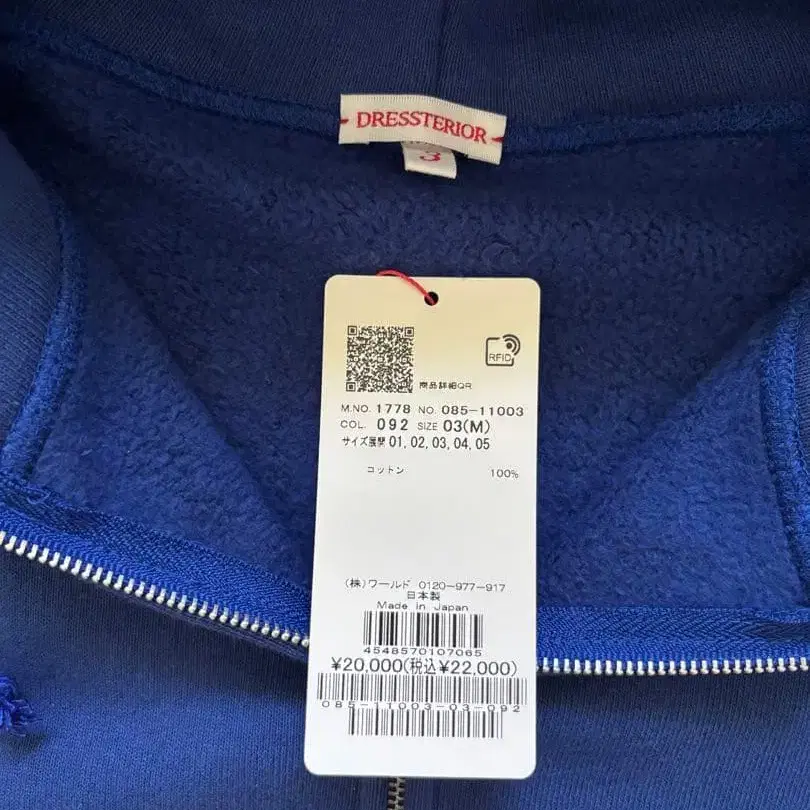 DRESSTERIOR
3
RFID
商品詳細QR
M.NO. 1778 NO. 085-11003
COL. 092 SIZE 03(M)
サイズ展開 01, 02, 03, 04, 05
コットン 100%
(株)ワールド 0120-977-917
日本製
Made in Japan
4548570107065
¥20,000(税込¥22,000)
085-11003-03-092